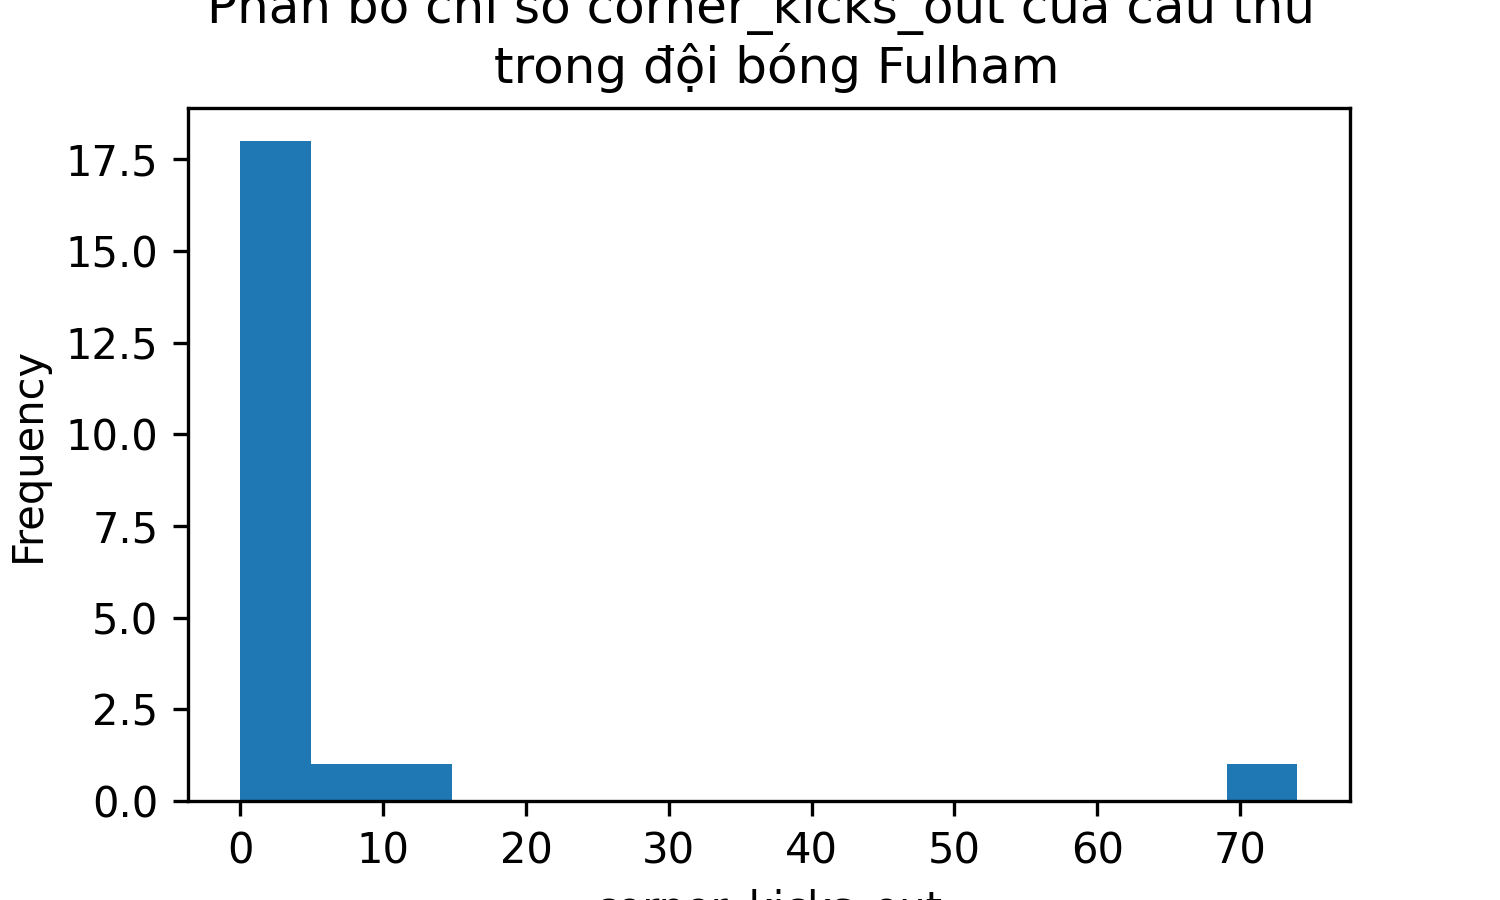 Phân bố chỉ số corner_kicks_out của cầu thủ
trong đội bóng Fulham
17.5
15.0
12.5
10.0
7.5
5.0
2.5
0.0
Frequency
0 10 20 30 40 50 60 70
corner_kicks_out